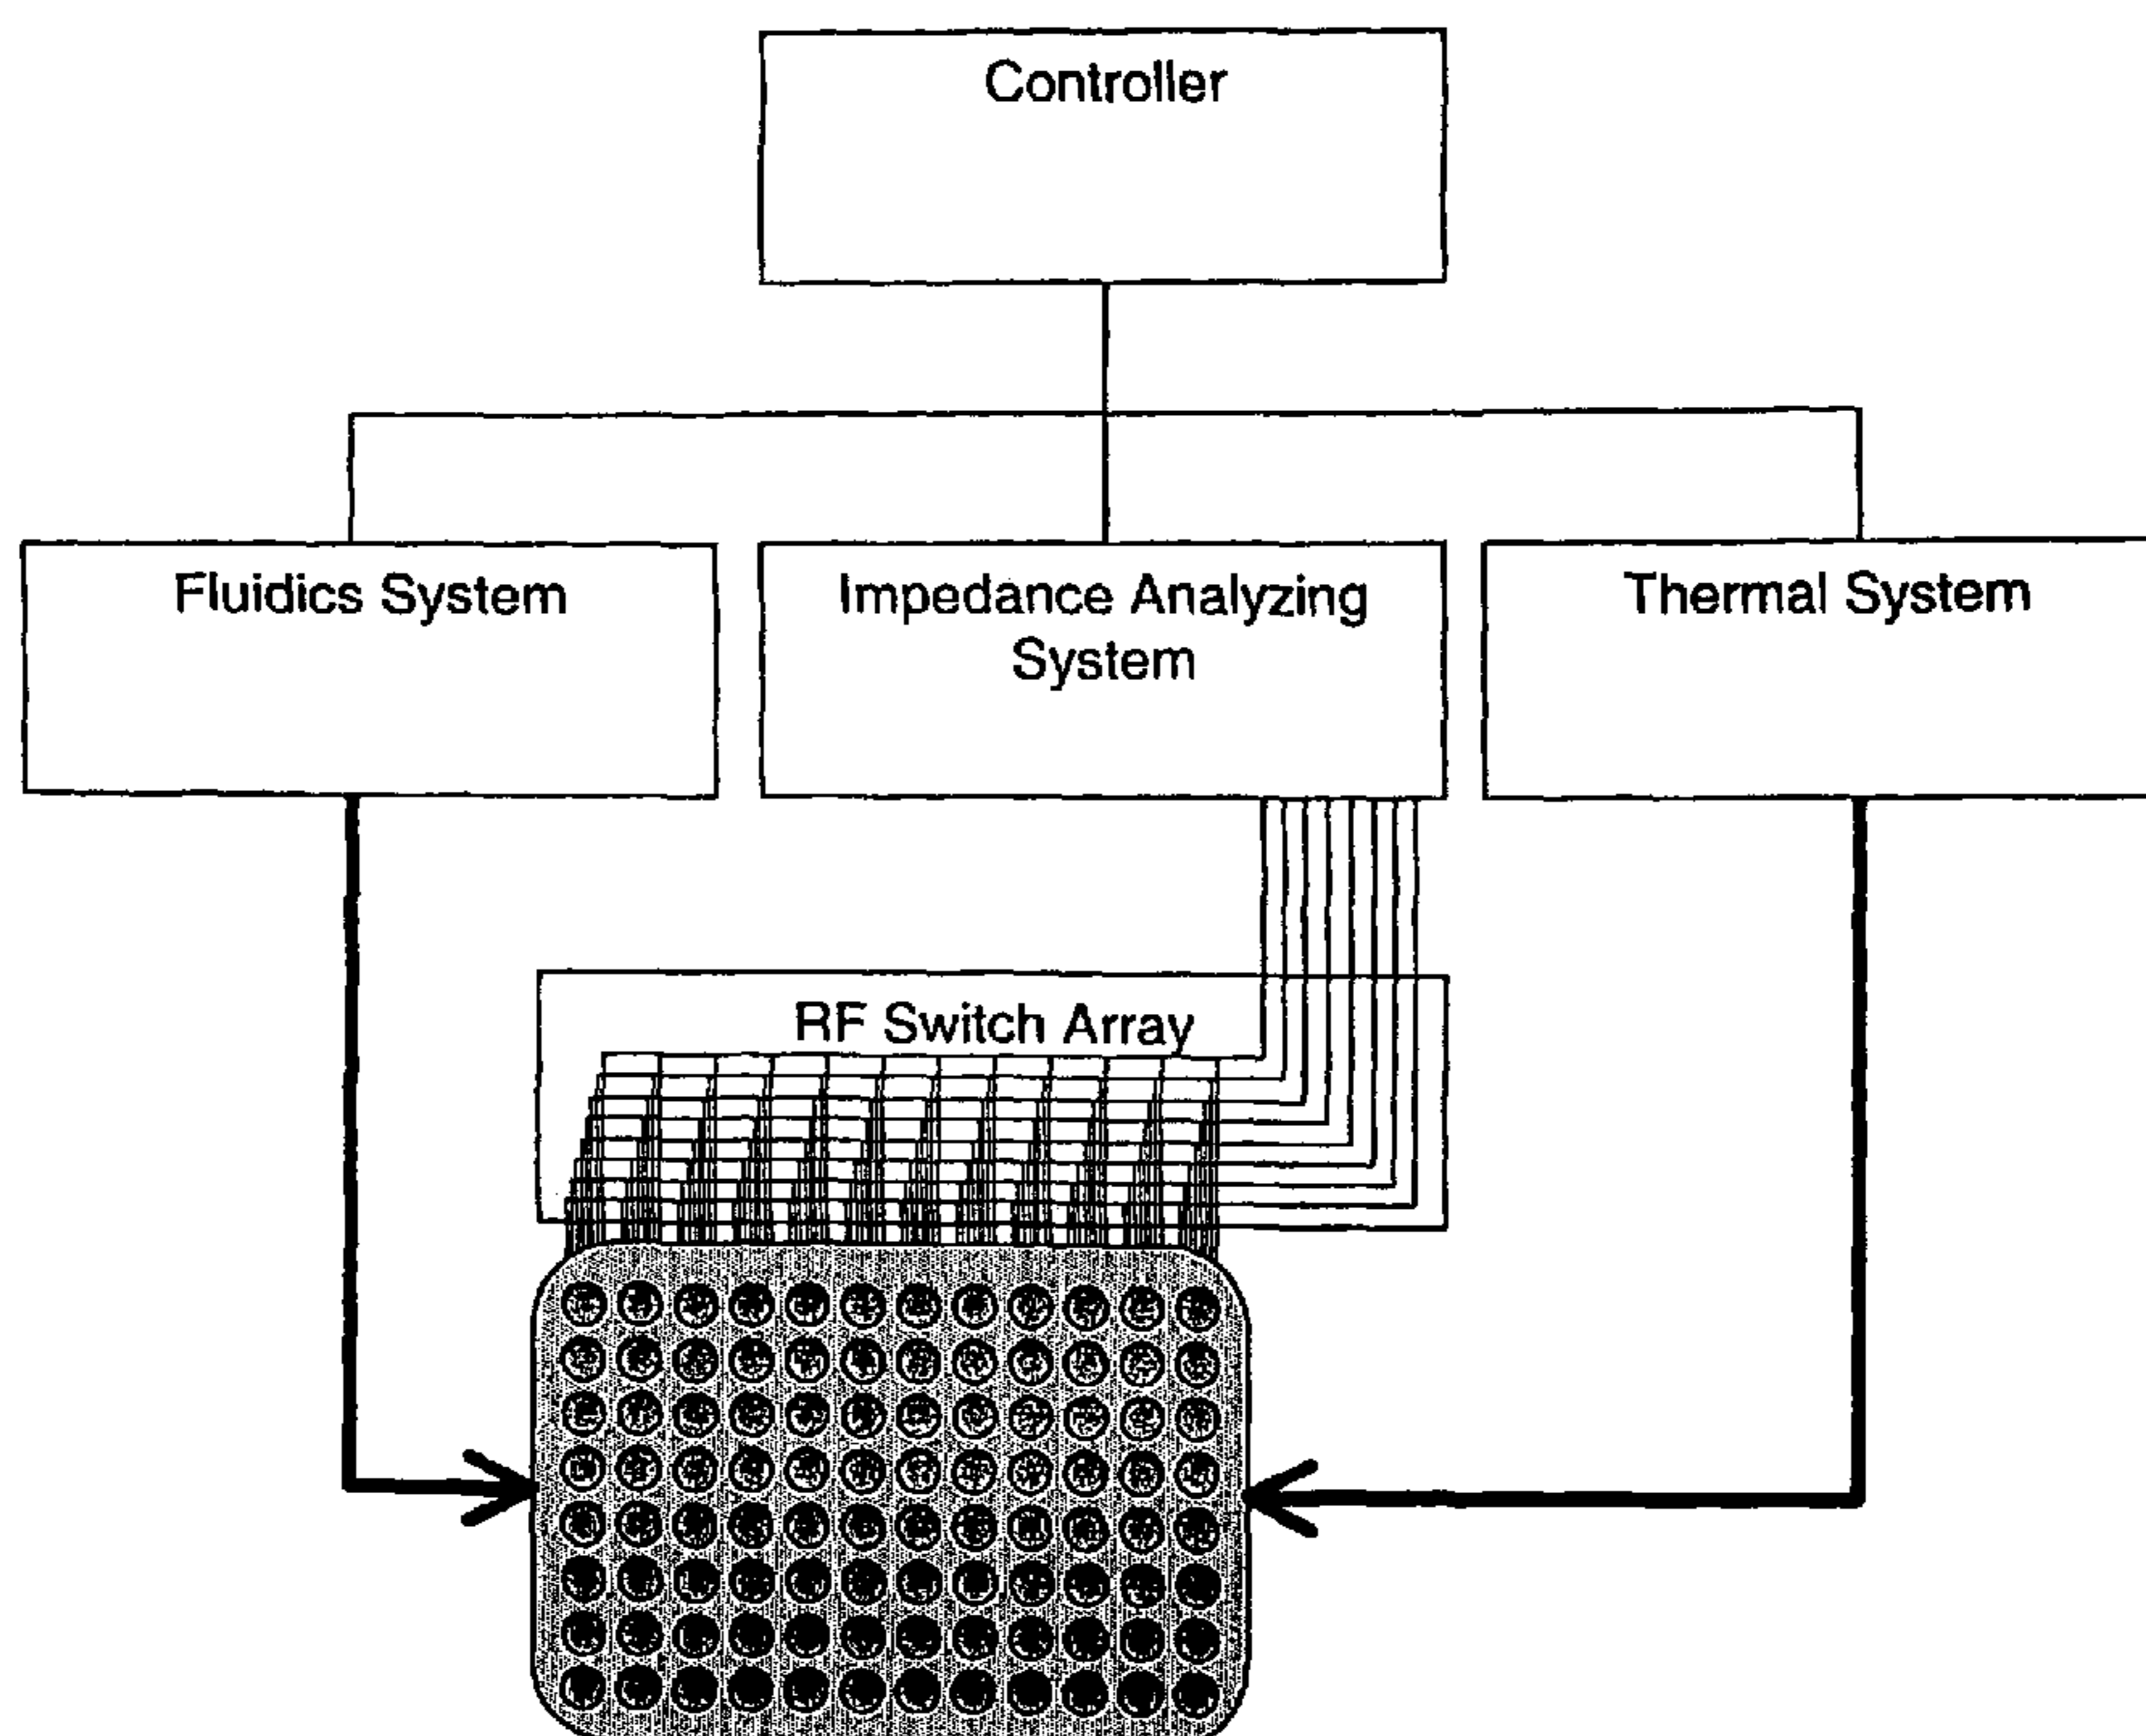 Controller
Fluidics System
Impedance Analyzing
System
Thermal System
RF Switch Array